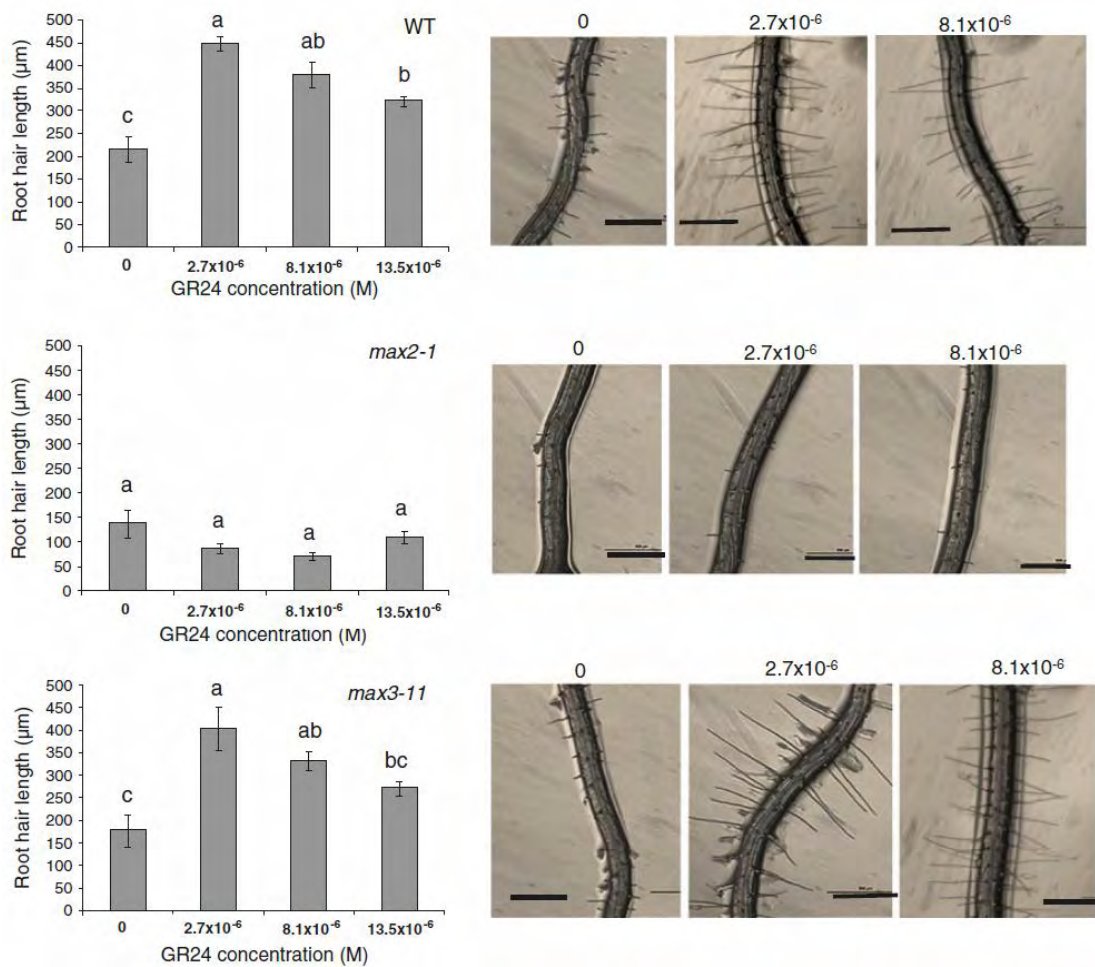 500
450
400
350
300
250
200
150
100
50
0
Root hair length (µm)
WT
c
a
ab
b
0
2.7x10⁻⁶
8.1x10⁻⁶
13.5x10⁻⁶
GR24 concentration (M)
0
2.7x10⁻⁶
8.1x10⁻⁶
500
450
400
350
300
250
200
150
100
50
0
Root hair length (µm)
max2-1
a
a
a
a
0
2.7x10⁻⁶
8.1x10⁻⁶
13.5x10⁻⁶
GR24 concentration (M)
0
2.7x10⁻⁶
8.1x10⁻⁶
500
450
400
350
300
250
200
150
100
50
0
Root hair length (µm)
max3-11
c
a
ab
bc
0
2.7x10⁻⁶
8.1x10⁻⁶
13.5x10⁻⁶
GR24 concentration (M)
0
2.7x10⁻⁶
8.1x10⁻⁶